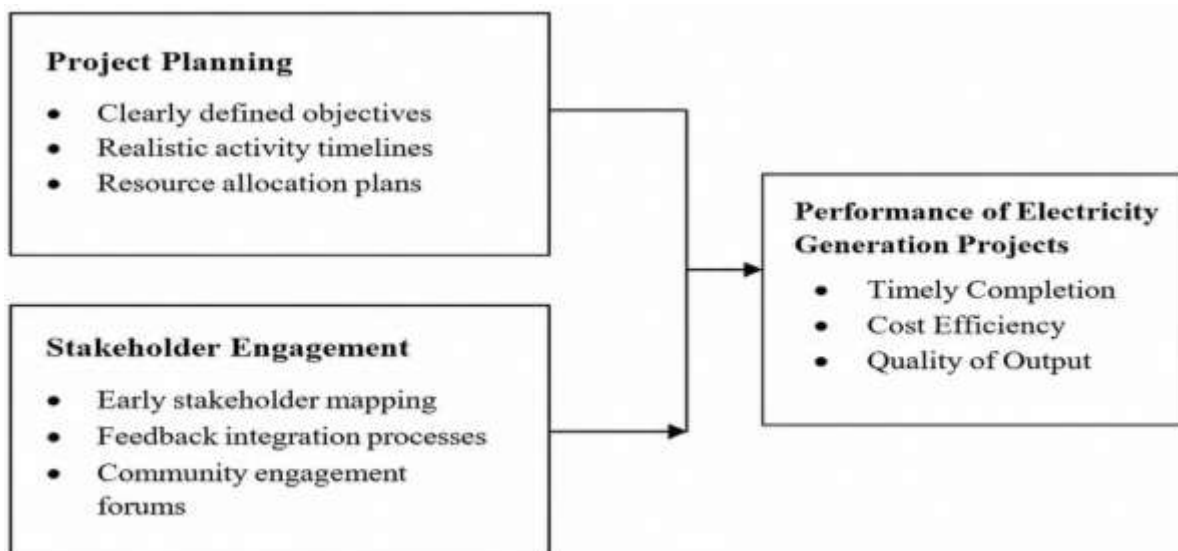 Project Planning
• Clearly defined objectives
• Realistic activity timelines
• Resource allocation plans
Stakeholder Engagement
• Early stakeholder mapping
• Feedback integration processes
• Community engagement
forums
Performance of Electricity
Generation Projects
• Timely Completion
• Cost Efficiency
• Quality of Output